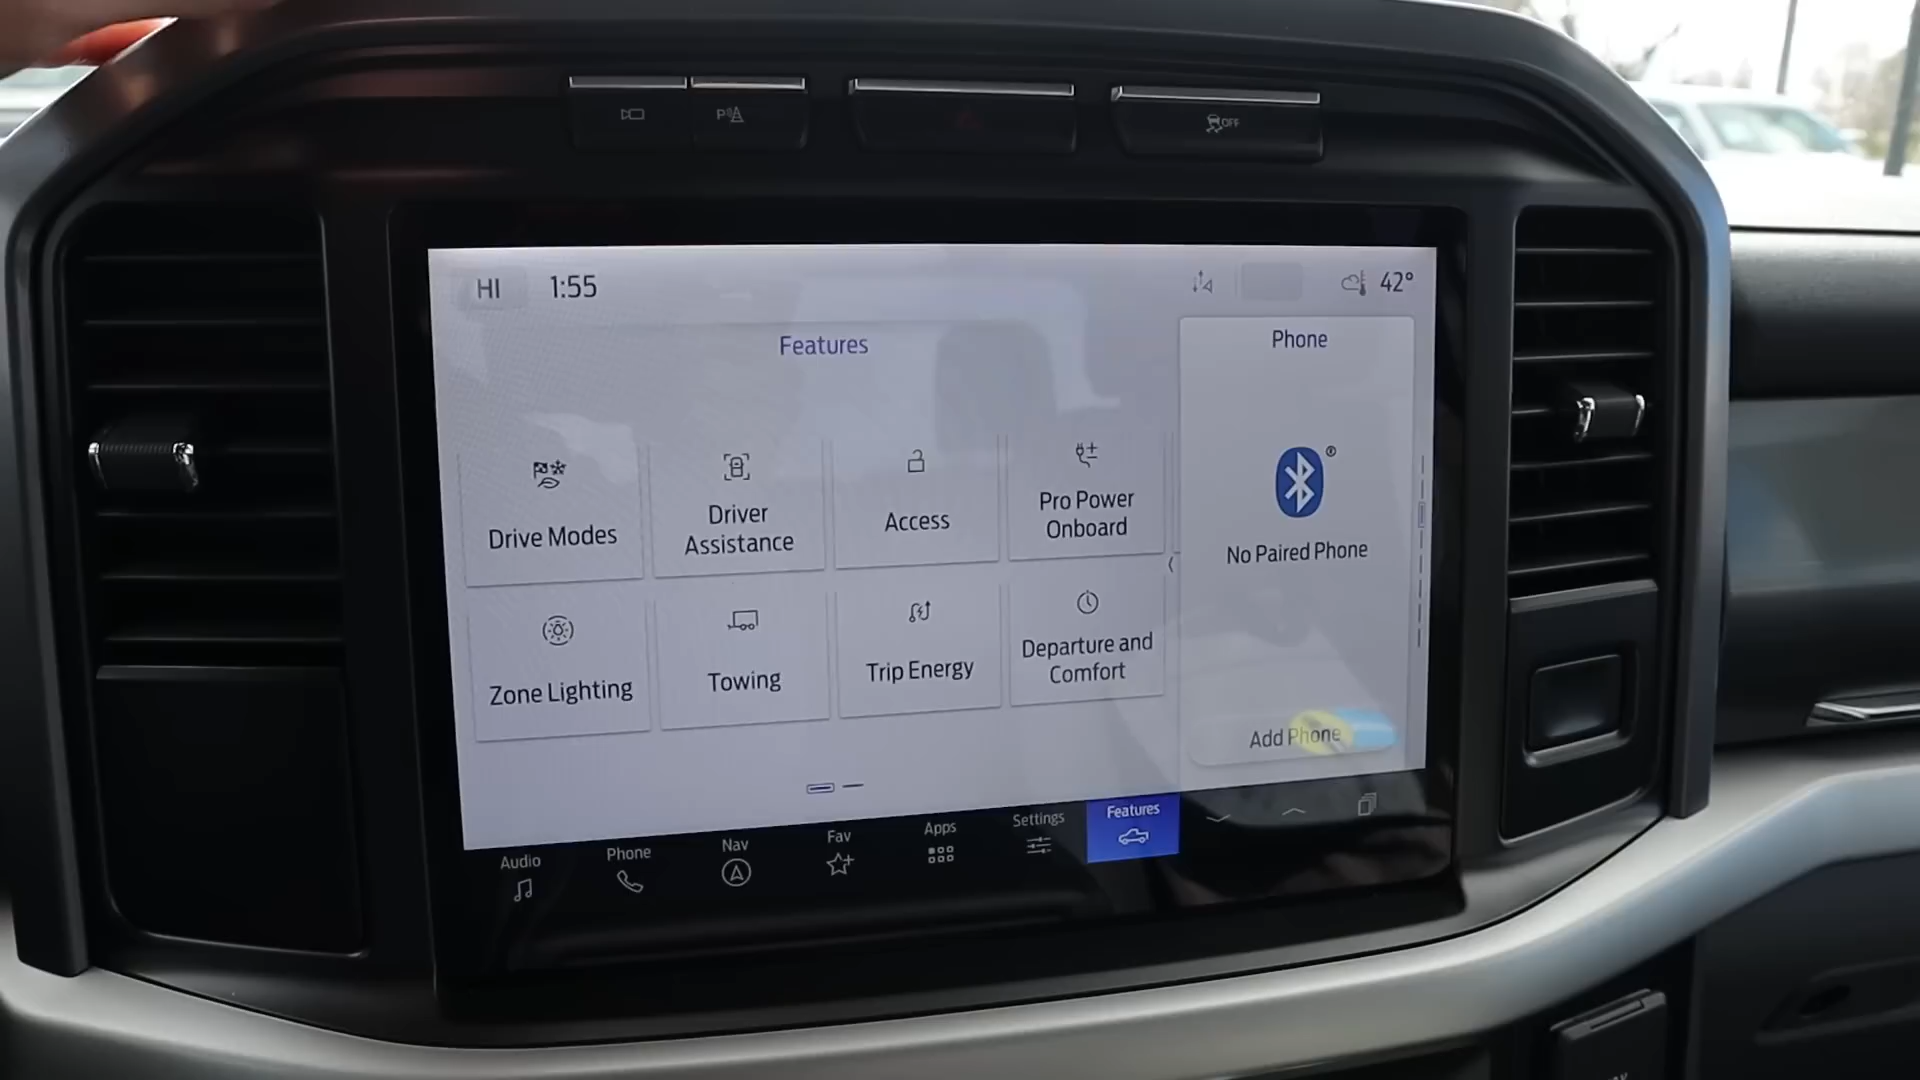 OFF
HI 1:55 42°
Features
Phone
Drive Modes
Driver
Assistance
Access
Pro Power
Onboard
No Paired Phone
Zone Lighting
Towing
Trip Energy
Departure and
Comfort
Add Phone
Audio
Phone
Nav
Fav
Apps
Settings
Features